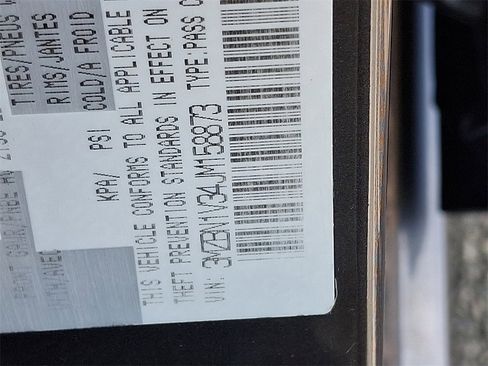 TIRES/PNEUS
RIMS/JANTES
COLD/A FROID
KPA/ PSI
THIS VEHICLE CONFORMS TO ALL APPLICABLE
THEFT PREVENTION STANDARDS IN EFFECT ON
VIN: 3MZBN1V34JM158873 TYPE:PASS C